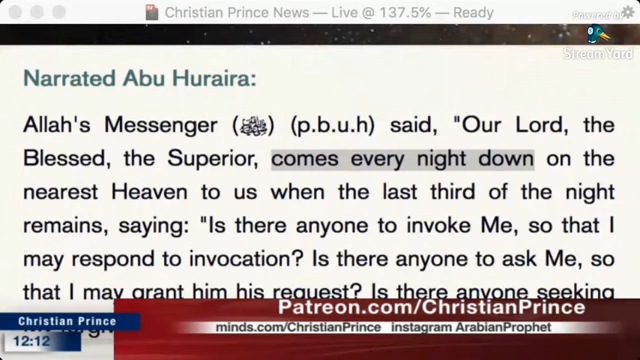 Christian Prince News — Live @ 137.5% — Ready
Powered by
StreamYard
Narrated Abu Huraira:
Allah's Messenger (ﷺ) (p.b.u.h) said, "Our Lord, the
Blessed, the Superior, comes every night down on the
nearest Heaven to us when the last third of the night
remains, saying: "Is there anyone to invoke Me, so that I
may respond to invocation? Is there anyone to ask Me, so
that I may grant him his request? Is there anyone seeking
Patreon.com/ChristianPrince
Christian Prince
minds.com/ChristianPrince instagram ArabianProphet
12:12